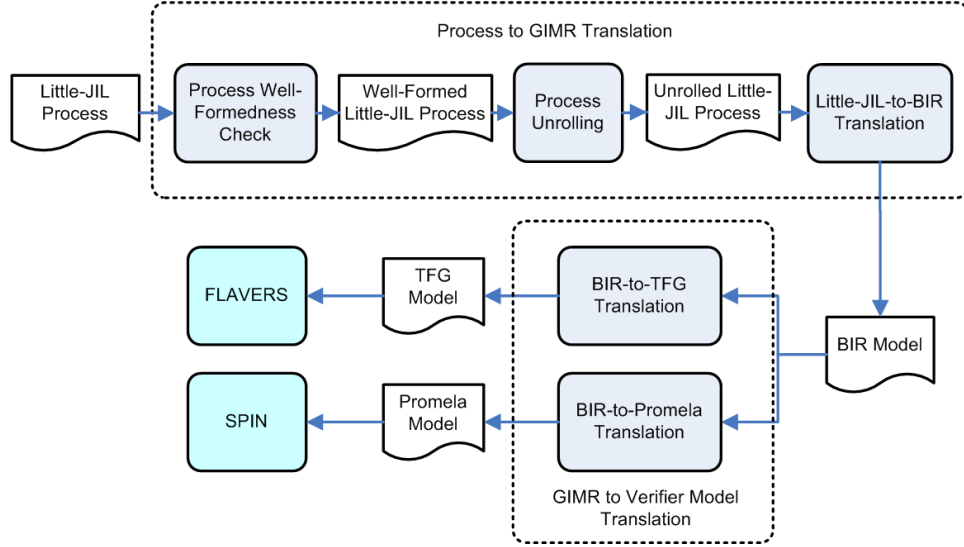 Process to GIMR Translation
Little-JIL
Process
Process Well-
Formedness
Check
Well-Formed
Little-JIL Process
Process
Unrolling
Unrolled Little-
JIL Process
Little-JIL-to-BIR
Translation
FLAVERS
TFG
Model
BIR-to-TFG
Translation
BIR Model
SPIN
Promela
Model
BIR-to-Promela
Translation
GIMR to Verifier Model
Translation